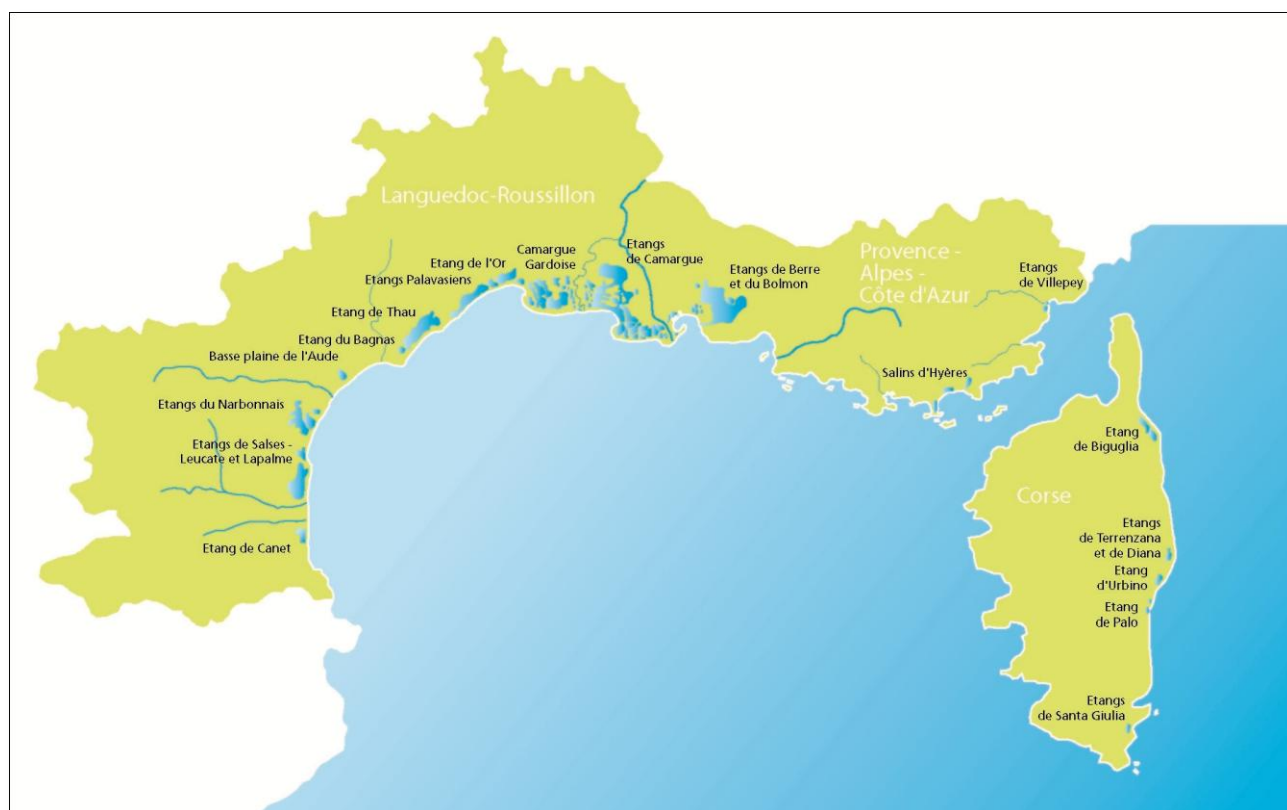 Languedoc-Roussillon
Provence -
Alpes -
Côte d'Azur
Corse
Camargue
Gardoise
Etangs
de Camargue
Etang de l'Or
Etangs Palavasiens
Etang de Thau
Etang du Bagnas
Basse plaine de l'Aude
Etangs du Narbonnais
Etangs de Salses -
Leucate et Lapalme
Etang de Canet
Etangs de Berre
et du Bolmon
Etangs
de Villepey
Salins d'Hyères
Etang
de Biguglia
Etangs
de Terrenzana
et de Diana
Etang
d'Urbino
Etang
de Palo
Etangs
de Santa Giulia